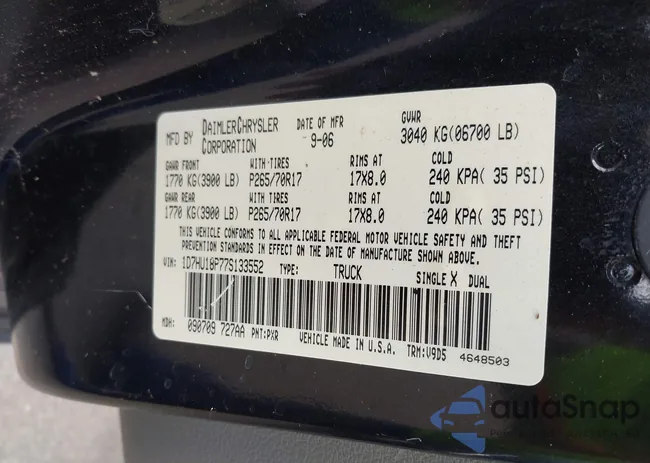 MFD BY DAIMLERCHRYSLER CORPORATION DATE OF MFR 9-06 GVWR 3040 KG(06700 LB)
GAWR FRONT WITH TIRES RIMS AT COLD
1770 KG(3900 LB) P265/70R17 17X8.0 240 KPA( 35 PSI)
GAWR REAR WITH TIRES RIMS AT COLD
1770 KG(3900 LB) P265/70R17 17X8.0 240 KPA( 35 PSI)
THIS VEHICLE CONFORMS TO ALL APPLICABLE FEDERAL MOTOR VEHICLE SAFETY AND THEFT
PREVENTION STANDARDS IN EFFECT ON THE DATE OF MANUFACTURE SHOWN ABOVE.
VIN: 1D7HU18P77S133552 TYPE: TRUCK SINGLE X DUAL
MDH: 090709 727AA PNT:PXR VEHICLE MADE IN U.S.A. TRM:V9D5 4648503
autoSnap